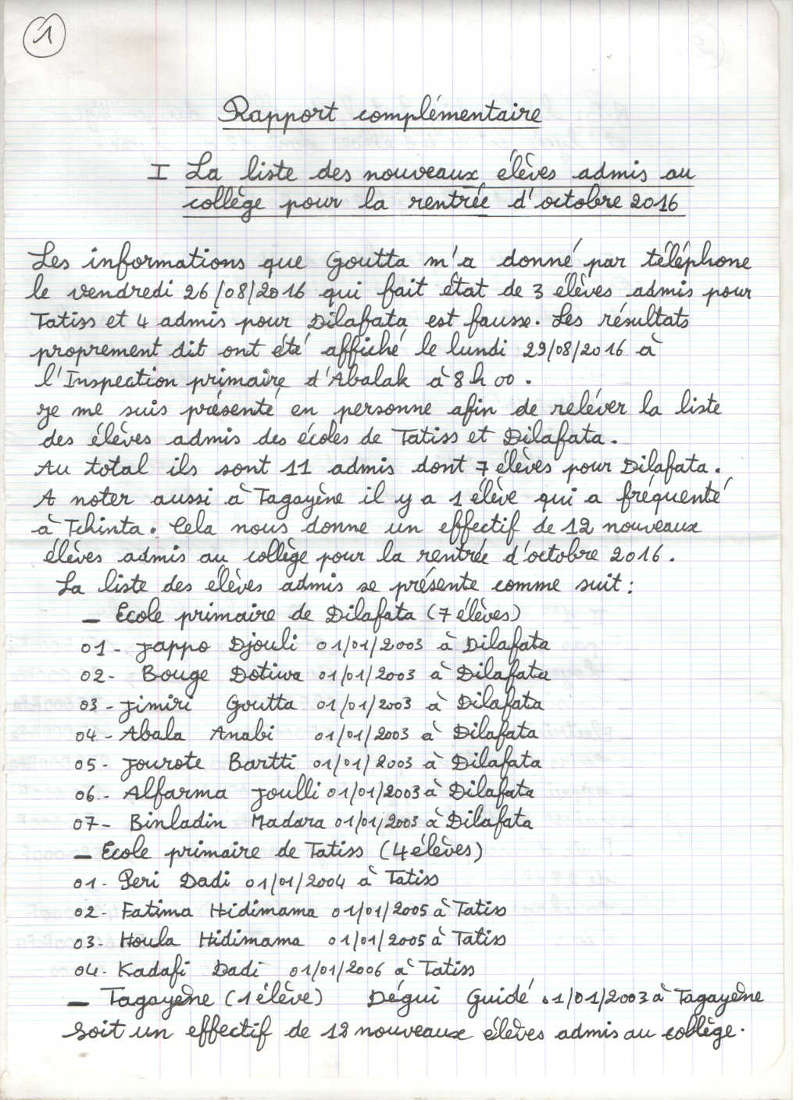 1
Rapport complémentaire
I La liste des nouveaux élèves admis au
collège pour la rentrée d'octobre 2016
Les informations que Goutta m'a donné par téléphone
le vendredi 26/08/2016 qui fait état de 3 élèves admis pour
Tatiss et 4 admis pour Dilafata est fausse. Les résultats
proprement dit ont été affiché le lundi 29/08/2016 à
l'Inspection primaire d'Abalak à 8h00.
Je me suis présenté en personne afin de reléver la liste
des élèves admis des écoles de Tatiss et Dilafata.
Au total ils sont 11 admis dont 7 élèves pour Dilafata.
A noter aussi à Tagayène il y a 1 élève qui a fréquenté
à Tchinta. Cela nous donne un effectif de 12 nouveaux
élèves admis au collège pour la rentrée d'octobre 2016.
La liste des elèves admis se présente comme suit :
- Ecole primaire de Dilafata (7 élèves)
01- Jappo Djouli 01/01/2003 à Dilafata
02- Bouge Dotiwa 01/01/2003 à Dilafata
03- Jimiri Goutta 01/01/2003 à Dilafata
04- Abala Anabi 01/01/2003 à Dilafata
05- Jourote Bartti 01/01/2003 à Dilafata
06- Alfarma Joulli 01/01/2003 à Dilafata
07- Binladin Madara 01/01/2003 à Dilafata
- Ecole primaire de Tatiss (4 élèves)
01- Peri Dadi 01/01/2004 à Tatiss
02- Fatima Hidimama 01/01/2005 à Tatiss
03- Houla Hidimama 01/01/2005 à Tatiss
04- Kadafi Dadi 01/01/2006 à Tatiss
- Tagayène (1 élève) Dégui Guidé 01/01/2003 à Tagayène
Soit un effectif de 12 nouveaux élèves admis au collège.